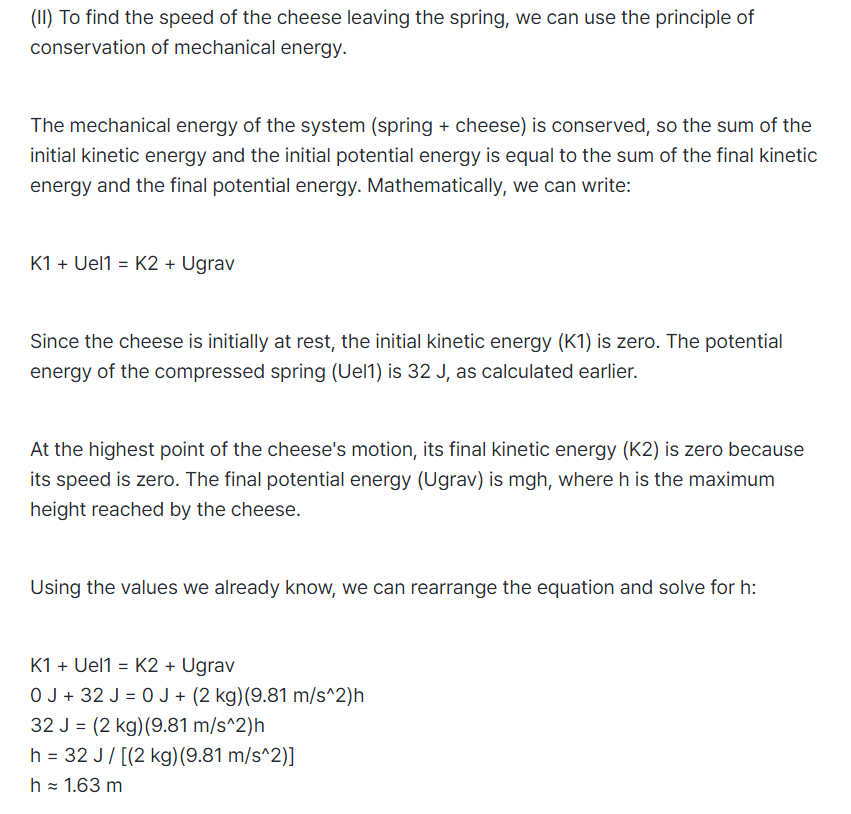 (II) To find the speed of the cheese leaving the spring, we can use the principle of
conservation of mechanical energy.
The mechanical energy of the system (spring + cheese) is conserved, so the sum of the
initial kinetic energy and the initial potential energy is equal to the sum of the final kinetic
energy and the final potential energy. Mathematically, we can write:
K1 + Uel1 = K2 + Ugrav
Since the cheese is initially at rest, the initial kinetic energy (K1) is zero. The potential
energy of the compressed spring (Uel1) is 32 J, as calculated earlier.
At the highest point of the cheese's motion, its final kinetic energy (K2) is zero because
its speed is zero. The final potential energy (Ugrav) is mgh, where h is the maximum
height reached by the cheese.
Using the values we already know, we can rearrange the equation and solve for h:
K1 + Uel1 = K2 + Ugrav
0 J + 32 J = 0 J + (2 kg)(9.81 m/s^2)h
32 J = (2 kg)(9.81 m/s^2)h
h = 32 J / [(2 kg)(9.81 m/s^2)]
h ≈ 1.63 m